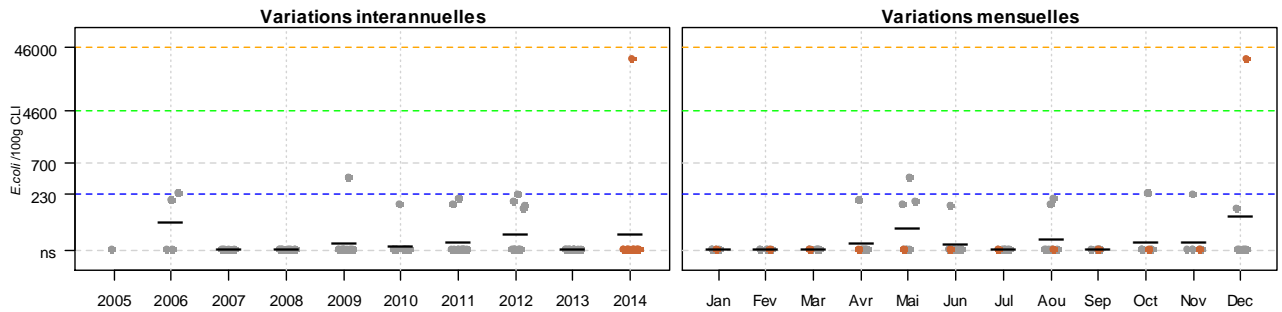 Variations interannuelles
Variations mensuelles
E.coli /100g CLI
46000
4600
700
230
ns
2005 2006 2007 2008 2009 2010 2011 2012 2013 2014
Jan Fev Mar Avr Mai Jun Jul Aou Sep Oct Nov Dec